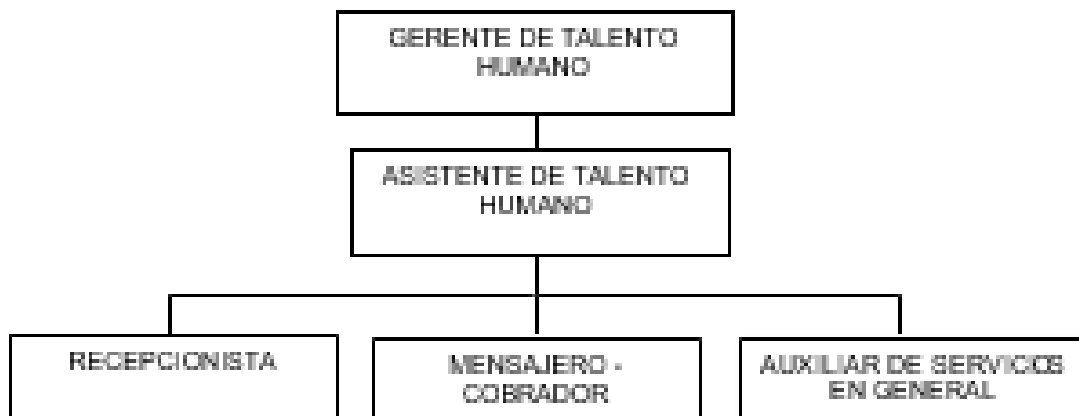 GERENTE DE TALENTO
HUMANO
ASISTENTE DE TALENTO
HUMANO
RECEPCIONISTA
MENSAJERO -
COBRADOR
AUXILIAR DE SERVICIOS
EN GENERAL